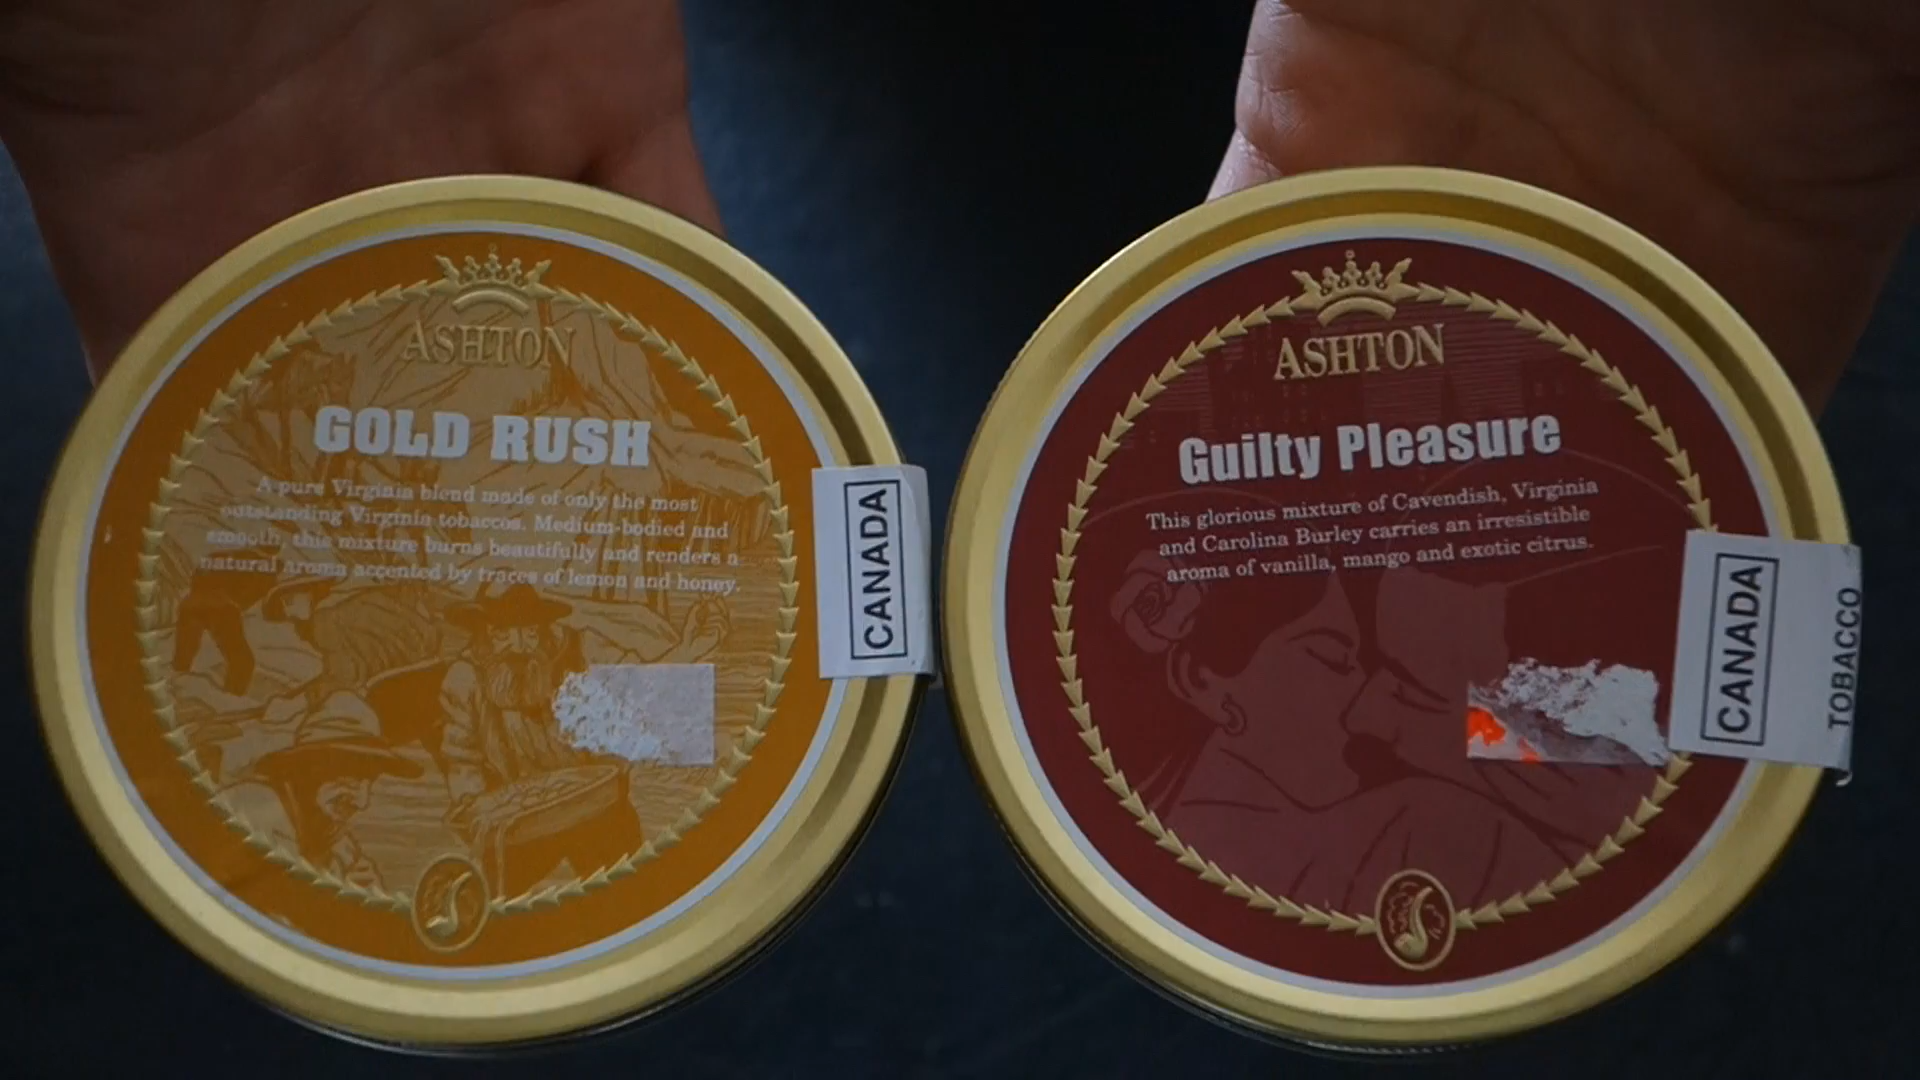 ASHTON
GOLD RUSH
A pure Virginia blend made of only the most
outstanding Virginia tobaccos. Medium-bodied and
smooth, this mixture burns beautifully and renders a
natural aroma accented by traces of lemon and honey.
CANADA
ASHTON
Guilty Pleasure
This glorious mixture of Cavendish, Virginia
and Carolina Burley carries an irresistible
aroma of vanilla, mango and exotic citrus.
CANADA
TOBACCO